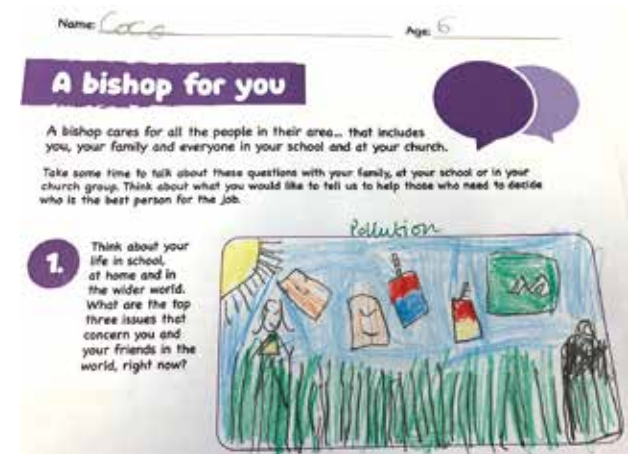 Name: Coco
Age: 6
A bishop for you
A bishop cares for all the people in their area... that includes
you, your family and everyone in your school and at your church.
Take some time to talk about these questions with your family, at your school or in your
church group. Think about what you would like to tell us to help those who need to decide
who is the best person for the job.
Pollution
1.
Think about your
life in school,
at home and in
the wider world.
What are the top
three issues that
concern you and
your friends in the
world, right now?